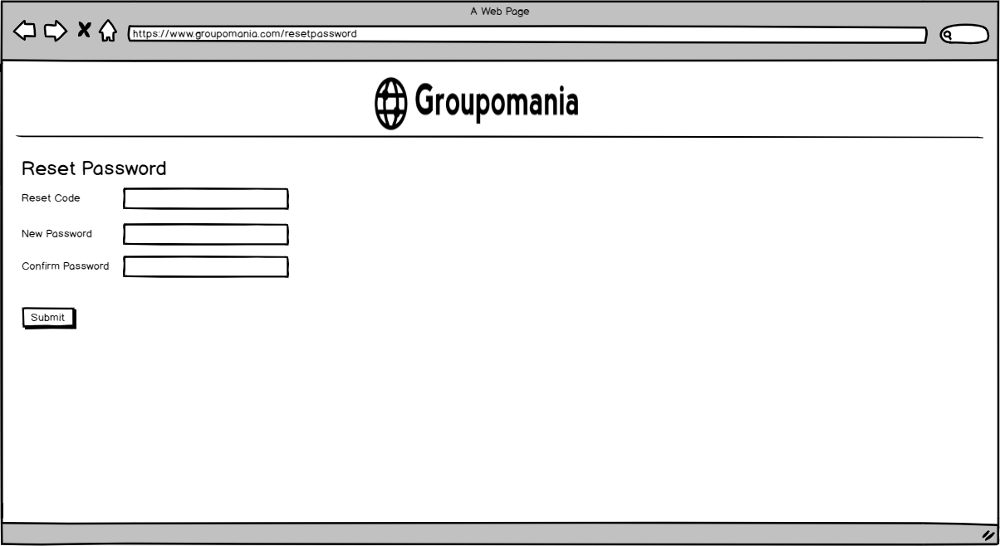 A Web Page
https://www.groupomania.com/resetpassword
Groupomania
Reset Password
Reset Code
New Password
Confirm Password
Submit